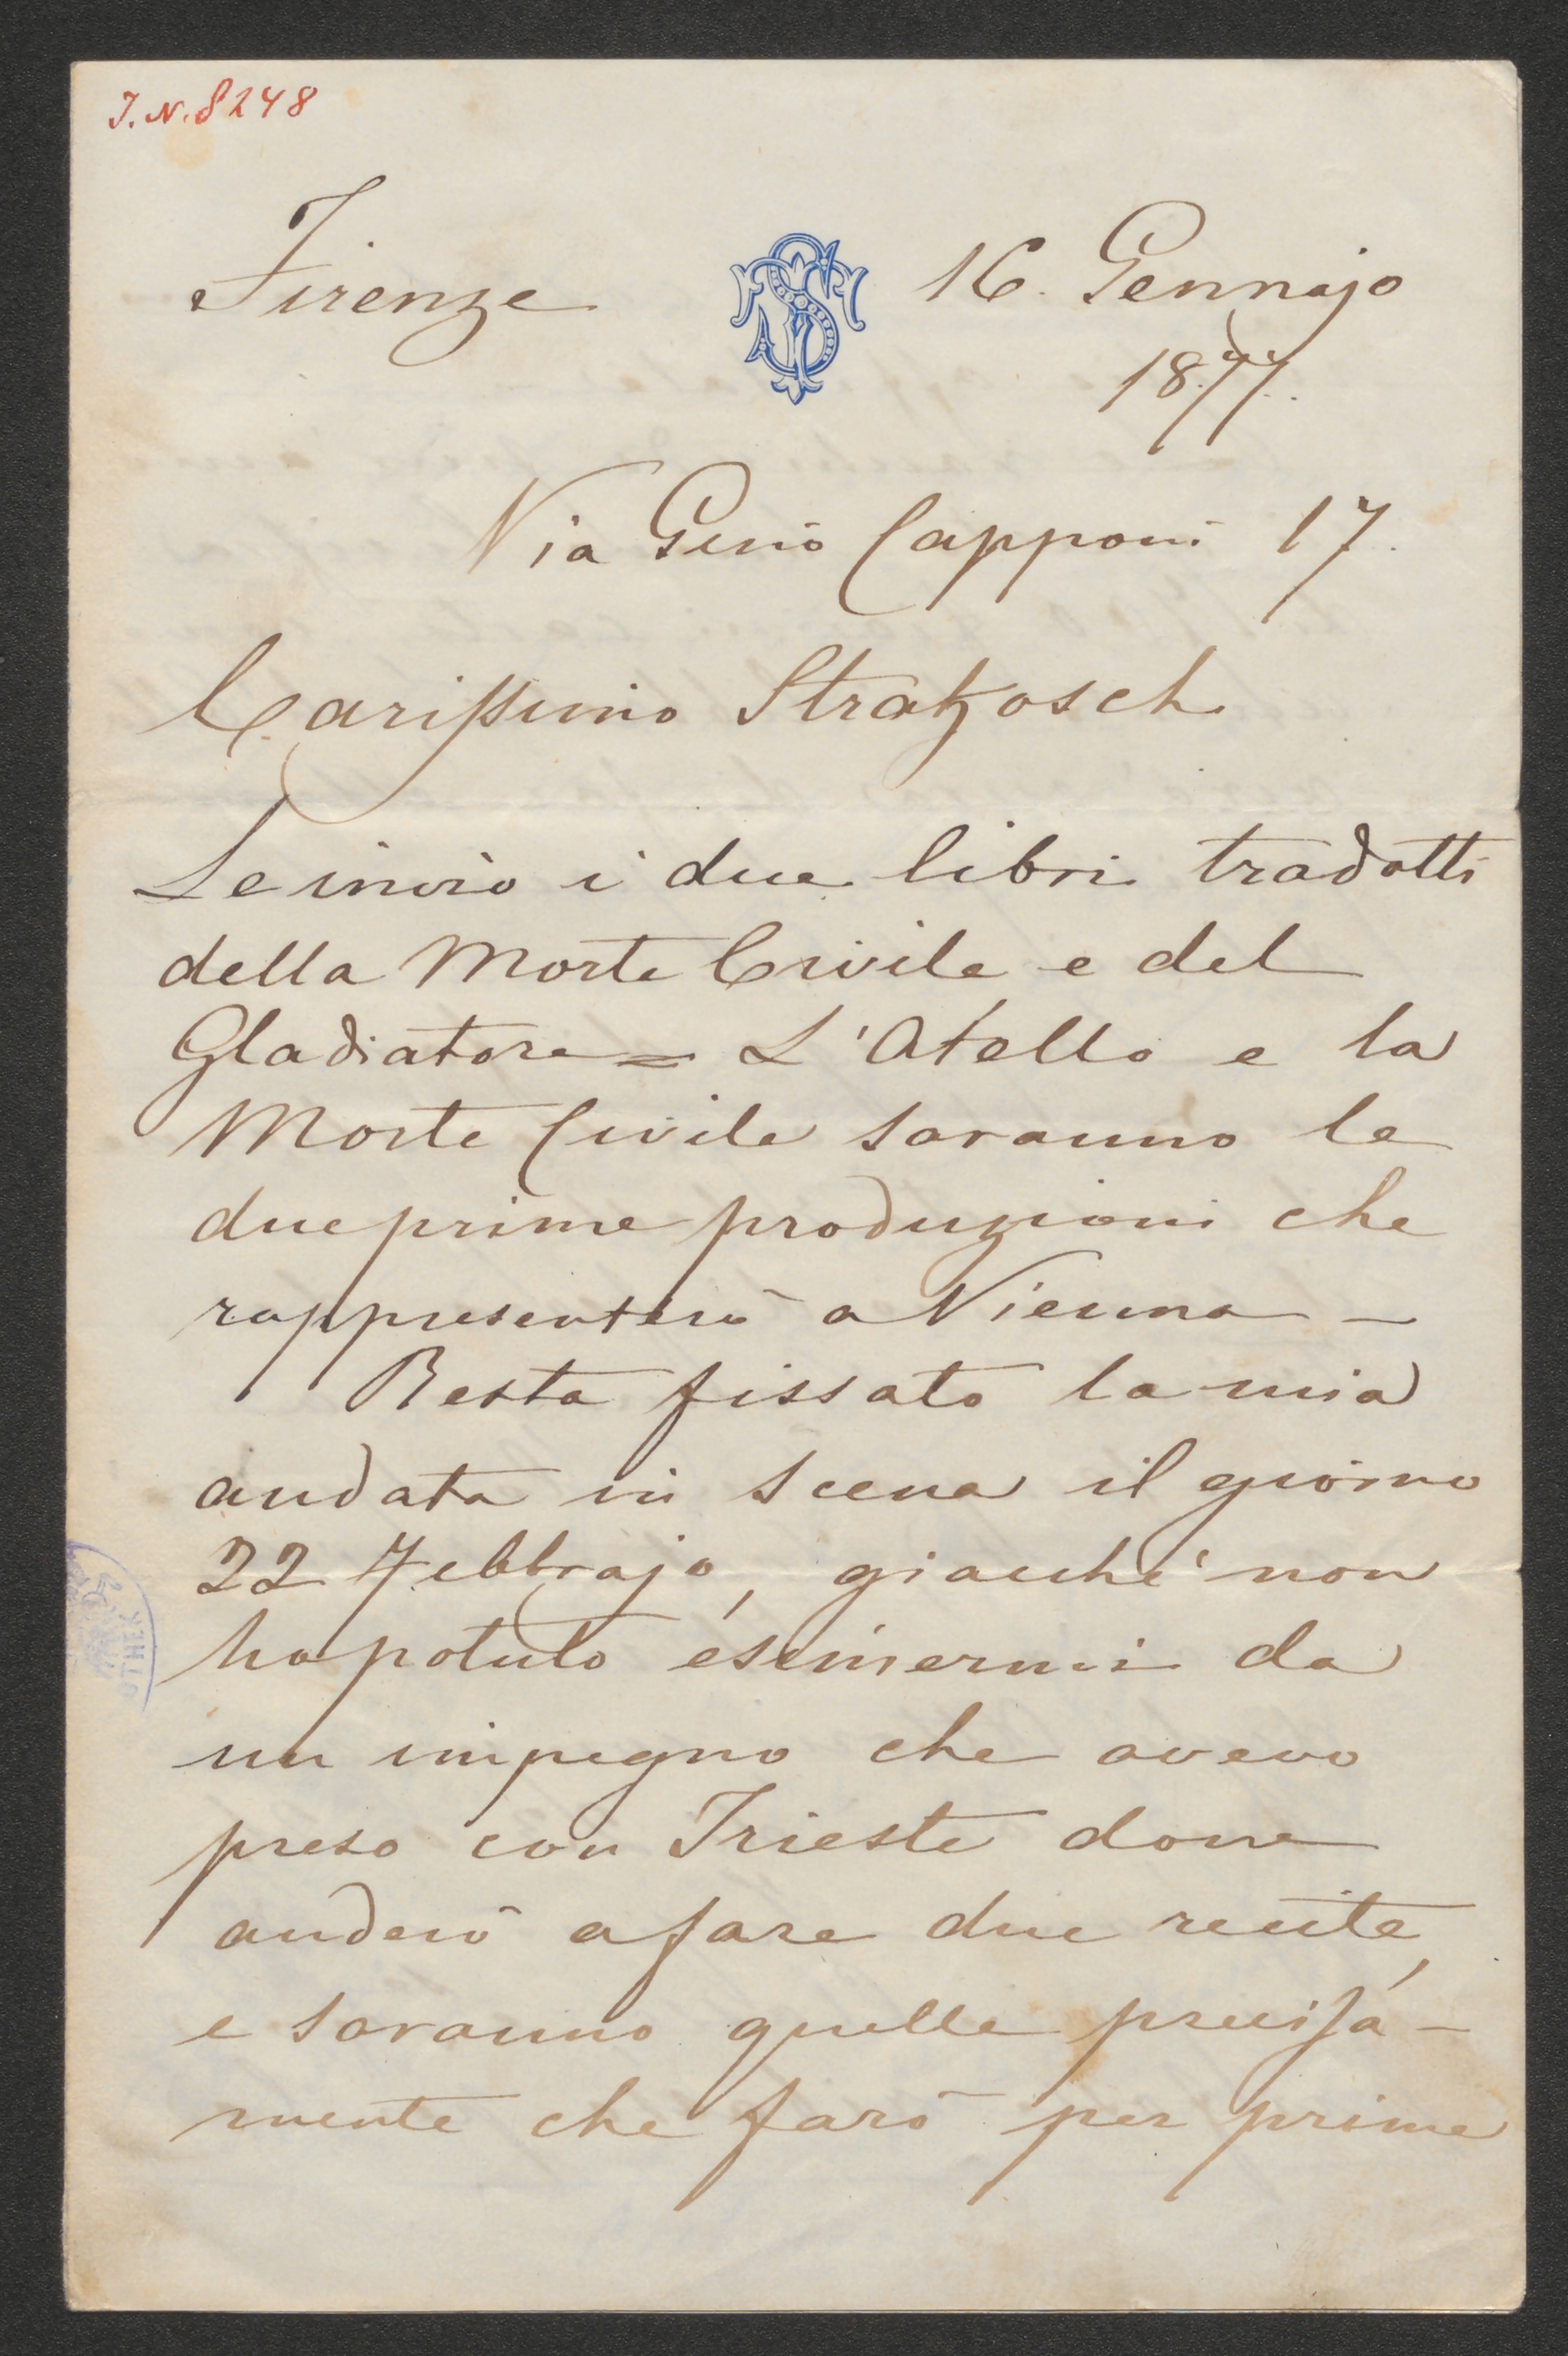 J.N. 8248
Firenze 16. Gennajo
1877.
Via Gino Capponi 17.
Carissimo Strakosch
Le invio i due libri tradotti
della Morte Civile e del
Gladiatore = L'Otello e la
Morte Civile saranno le
due prime produzioni che
rappresenterò a Vienna —
Resta fissato la mia
andata in scena il giorno
22 Febbrajo, giacchè non
ho potuto esimermi da
un impegno che avevo
preso con Trieste dove
anderò a fare due recite,
e saranno quelle precisa-
mente che farò per prime